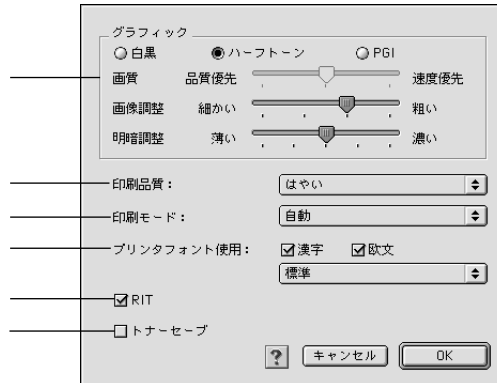 グラフィック
白黒 ハーフトーン PGI
画質 品質優先 速度優先
画像調整 細かい 粗い
明暗調整 薄い 濃い
印刷品質： はやい
印刷モード： 自動
プリンタフォント使用： 漢字 欧文
標準
RIT
トナーセーブ
? キャンセル OK